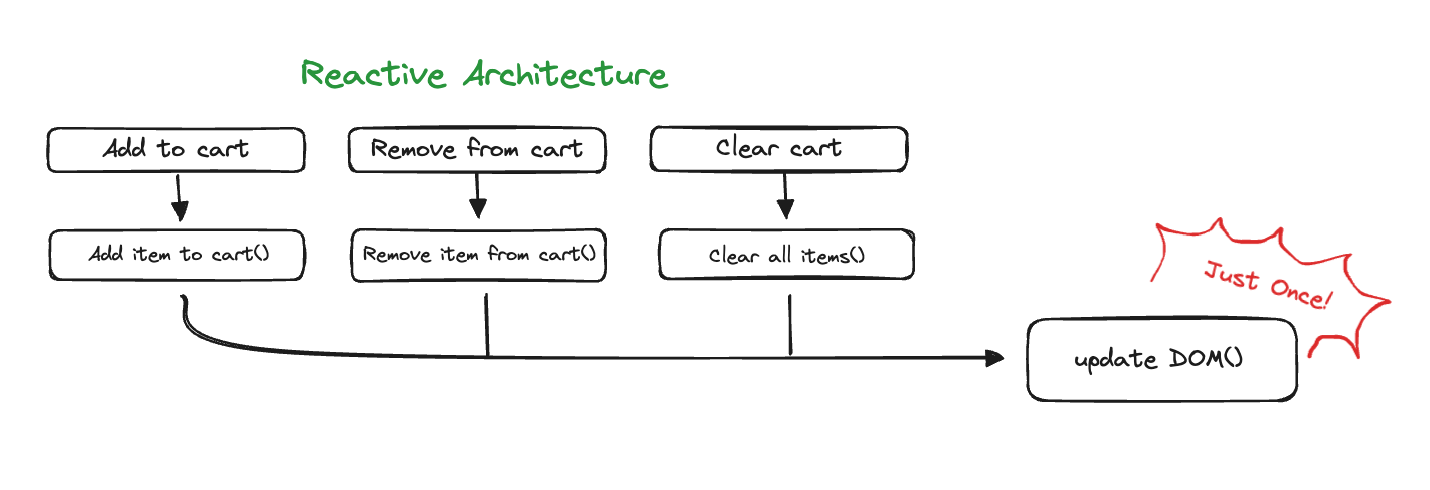 Reactive Architecture
Add to cart
Remove from cart
Clear cart
Add item to cart()
Remove item from cart()
Clear all items()
Just Once!
update DOM()